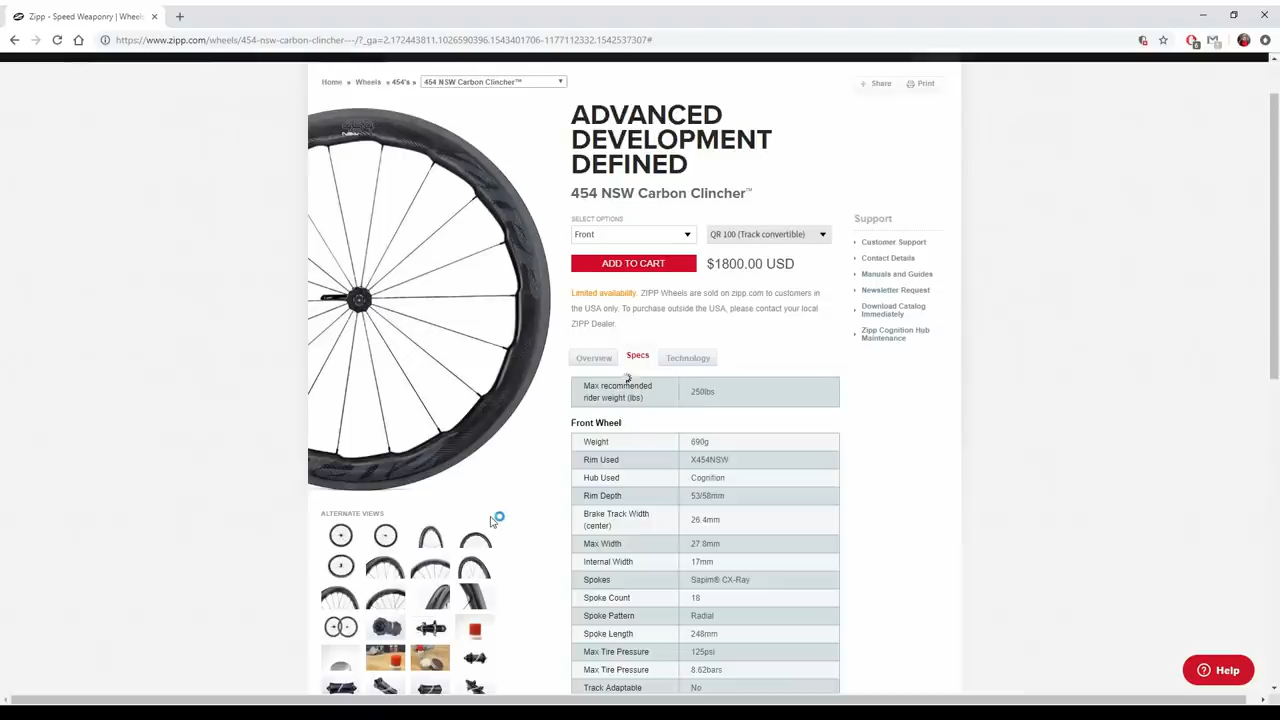 Zipp - Speed Weaponry | Wheels
https://www.zipp.com/wheels/454-nsw-carbon-clincher---/?_ga=2.172443811.1026590396.1543401706-1177112332.1542537307#
Home » Wheels » 454's » 454 NSW Carbon Clincher™
Share Print
ADVANCED
DEVELOPMENT
DEFINED
454 NSW Carbon Clincher™
SELECT OPTIONS
Front QR 100 (Track convertible)
ADD TO CART $1800.00 USD
Limited availability. ZIPP Wheels are sold on zipp.com to customers in
the USA only. To purchase outside the USA, please contact your local
ZIPP Dealer.
Support
Customer Support
Contact Details
Manuals and Guides
Newsletter Request
Download Catalog
Immediately
Zipp Cognition Hub
Maintenance
Overview Specs Technology
Max recommended
rider weight (lbs) 250lbs
Front Wheel
Weight 690g
Rim Used X454NSW
Hub Used Cognition
Rim Depth 53/58mm
Brake Track Width
(center) 26.4mm
Max Width 27.8mm
Internal Width 17mm
Spokes Sapim® CX-Ray
Spoke Count 18
Spoke Pattern Radial
Spoke Length 248mm
Max Tire Pressure 125psi
Max Tire Pressure 8.62bars
Track Adaptable No
ALTERNATE VIEWS
Help